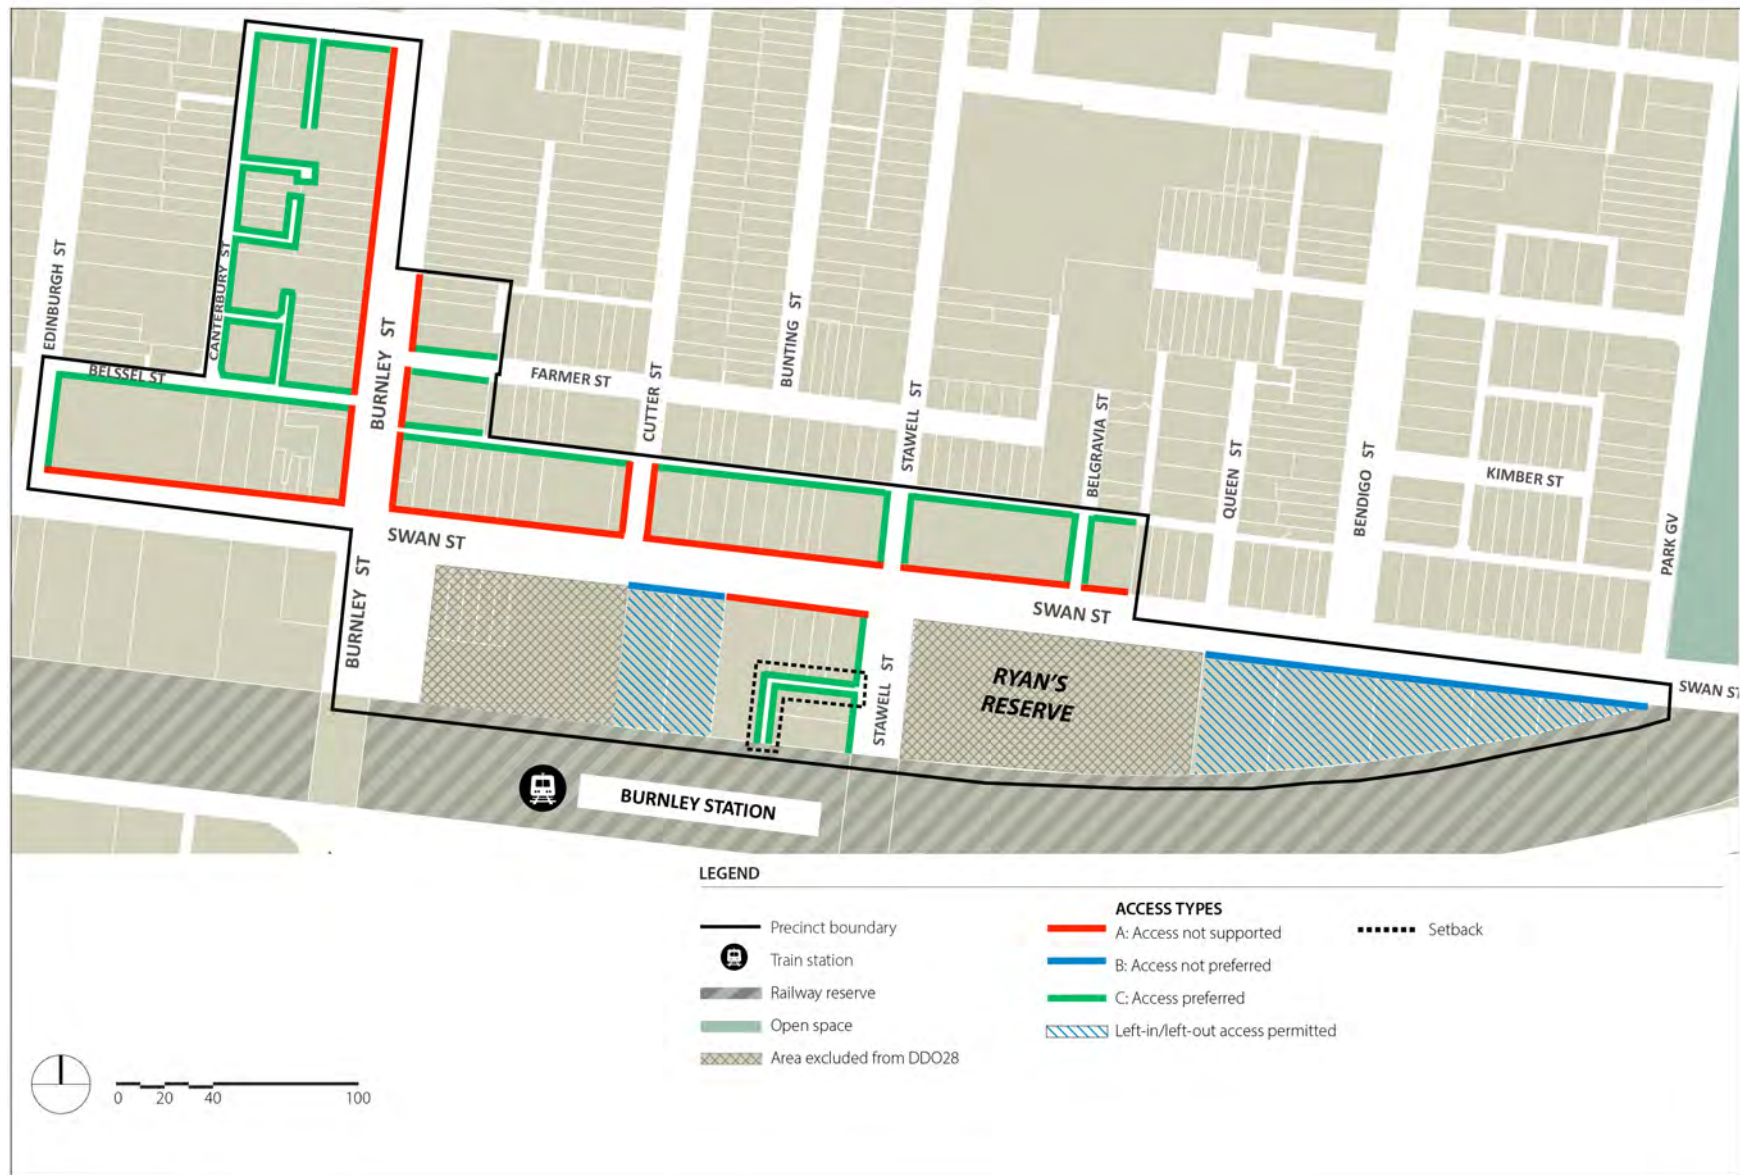 EDINBURGH ST
CANTERBURY ST
BELSSEL ST
BURNLEY ST
FARMER ST
CUTTER ST
BUNTING ST
STAWELL ST
BELGRAVIA ST
QUEEN ST
BENDIGO ST
KIMBER ST
PARK GV
SWAN ST
BURNLEY ST
SWAN ST
SWAN ST
STAWELL ST
RYAN'S
RESERVE
BURNLEY STATION
LEGEND
Precinct boundary
Train station
Railway reserve
Open space
Area excluded from DDO28
ACCESS TYPES
A: Access not supported
B: Access not preferred
C: Access preferred
Left-in/left-out access permitted
Setback
0 20 40 100